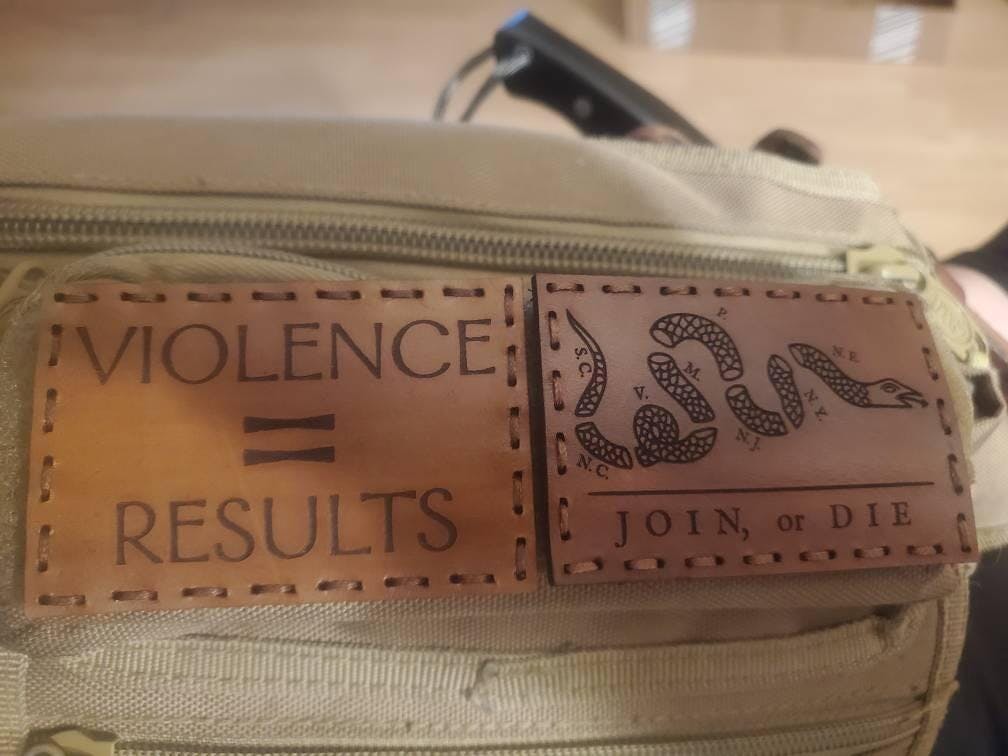 VIOLENCE
=
RESULTS
S.C.
N.C.
V.
M.
P.
N.J.
N.Y.
N.E.
JOIN, or DIE